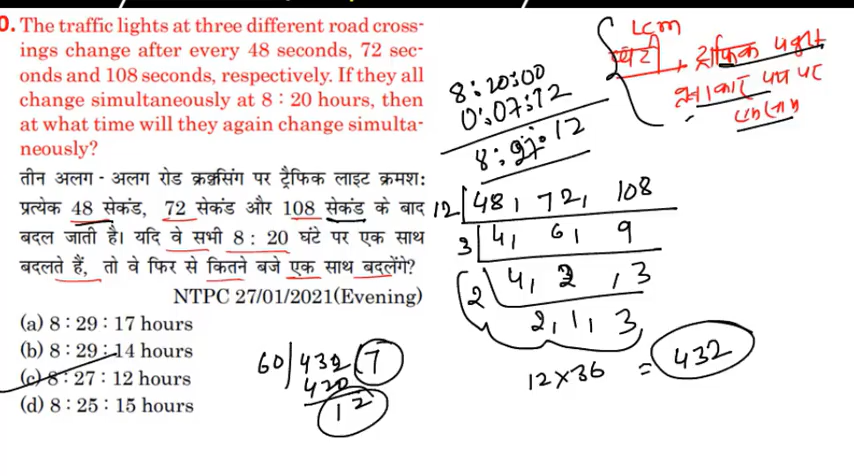 0. The traffic lights at three different road cross-
ings change after every 48 seconds, 72 sec-
onds and 108 seconds, respectively. If they all
change simultaneously at 8 : 20 hours, then
at what time will they again change simulta-
neously?
तीन अलग - अलग रोड क्रॉसिंग पर ट्रैफिक लाइट क्रमश:
प्रत्येक 48 सेकंड, 72 सेकंड और 108 सेकंड के बाद
बदल जाती है। यदि वे सभी 8 : 20 घंटे पर एक साथ
बदलते हैं, तो वे फिर से कितने बजे एक साथ बदलेंगे?
NTPC 27/01/2021(Evening)
(a) 8 : 29 : 17 hours
(b) 8 : 29 : 14 hours
(c) 8 : 27 : 12 hours
(d) 8 : 25 : 15 hours
60 432 7
420
12
8:20:00
0:07:12
8:27:12
LCM
12 48, 72, 108
3 4, 6, 9
2 4, 2, 3
2, 1, 3
12 × 36 = 432